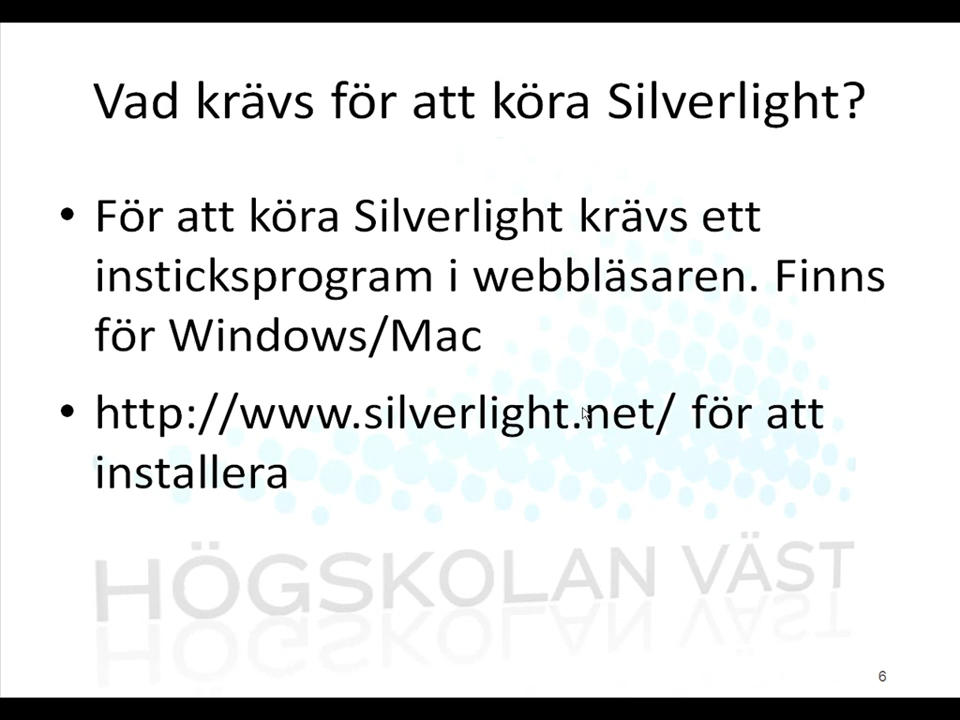 Vad krävs för att köra Silverlight?
• För att köra Silverlight krävs ett
insticksprogram i webbläsaren. Finns
för Windows/Mac
• http://www.silverlight.net/ för att
installera
HÖGSKOLAN VÄST
6